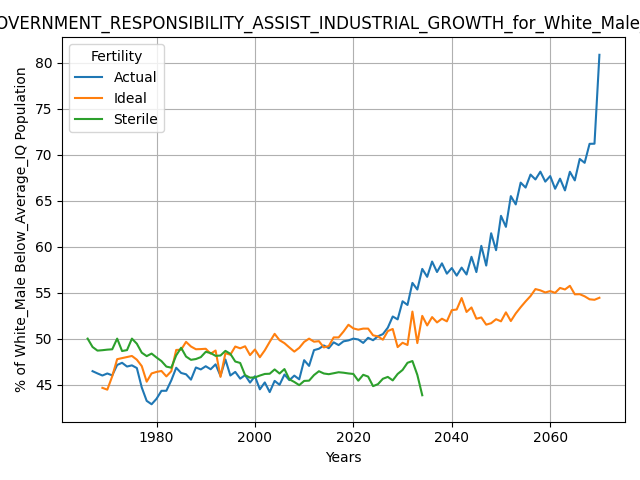 OVERNMENT_RESPONSIBILITY_ASSIST_INDUSTRIAL_GROWTH_for_White_Male
Fertility
Actual
Ideal
Sterile
% of White_Male Below_Average_IQ Population
80
75
70
65
60
55
50
45
1980 2000 2020 2040 2060
Years